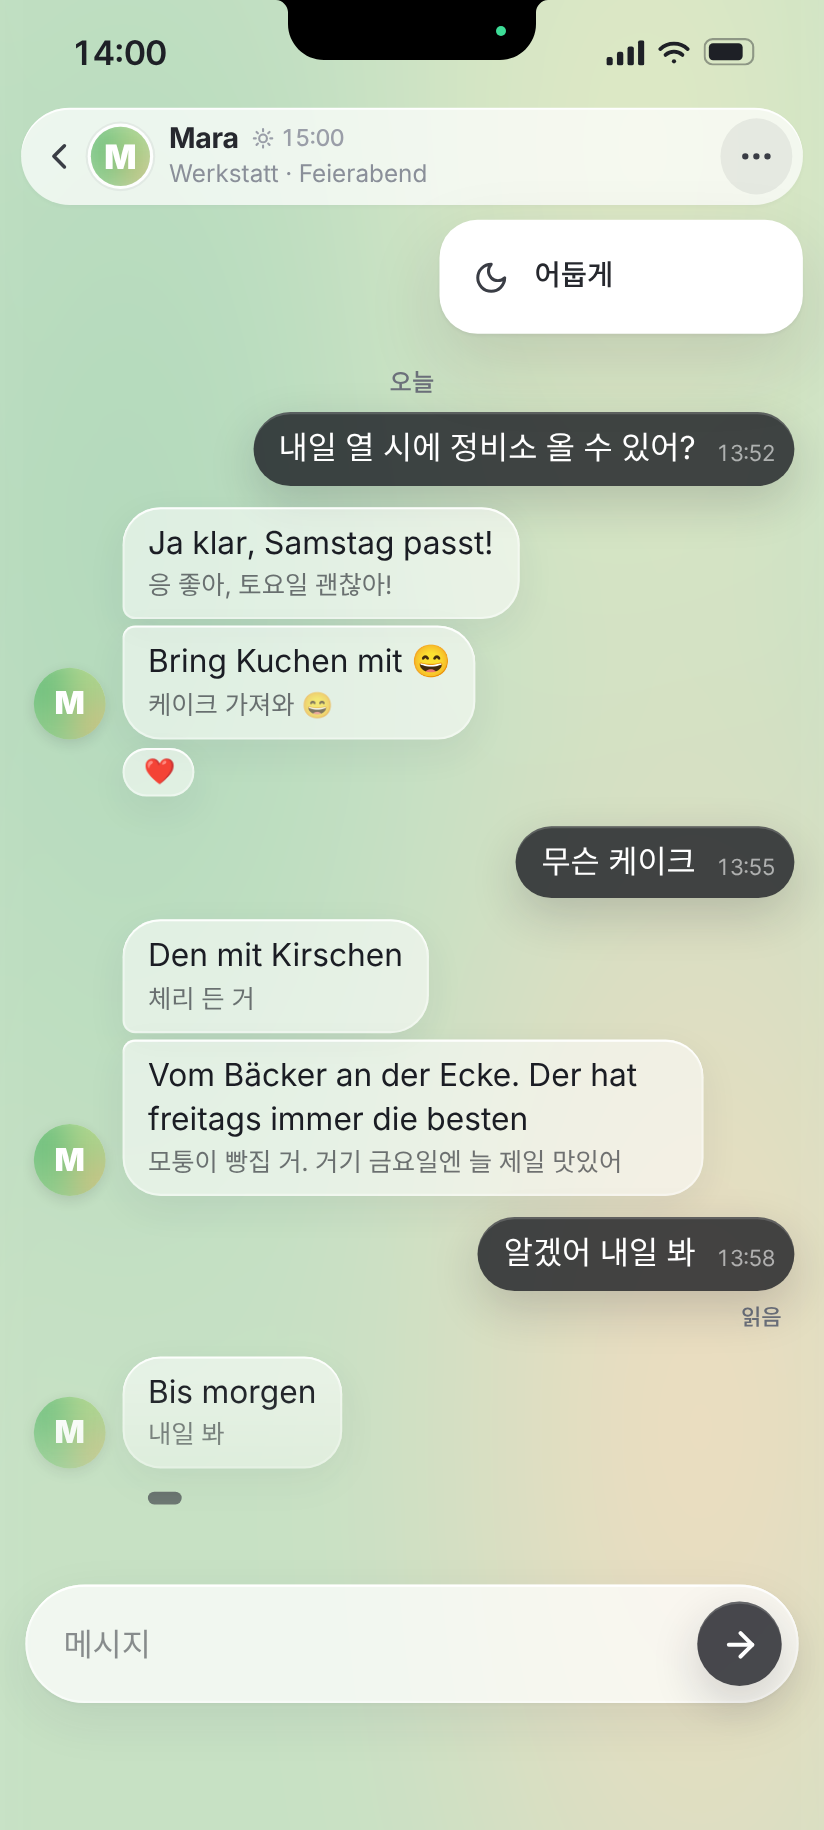 14:00
M
Mara 15:00
Werkstatt · Feierabend
어둡게
오늘
내일 열 시에 정비소 올 수 있어? 13:52
Ja klar, Samstag passt!
응 좋아, 토요일 괜찮아!
Bring Kuchen mit 😄
케이크 가져와 😄
M
❤️
무슨 케이크 13:55
Den mit Kirschen
체리 든 거
Vom Bäcker an der Ecke. Der hat
freitags immer die besten
모퉁이 빵집 거. 거기 금요일엔 늘 제일 맛있어
M
알겠어 내일 봐 13:58
읽음
Bis morgen
내일 봐
M
메시지